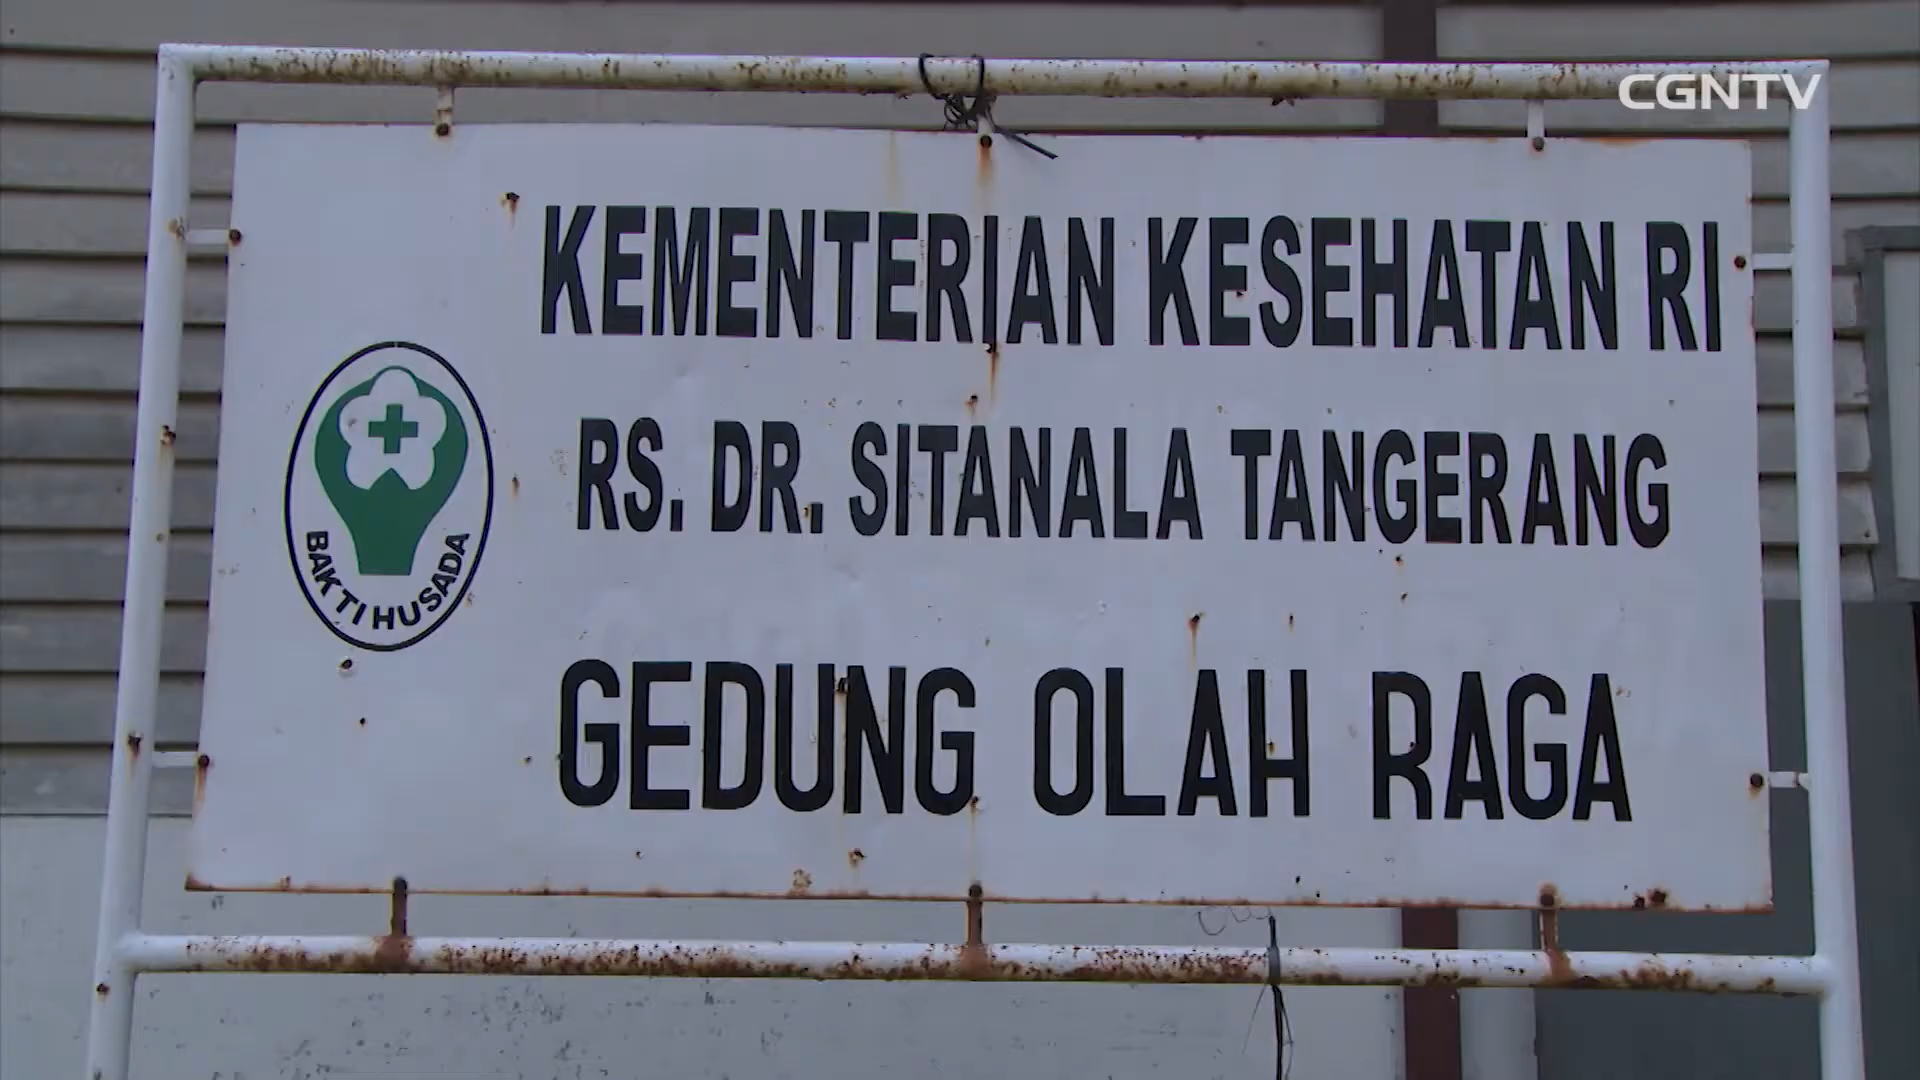 CGNTV
KEMENTERIAN KESEHATAN RI
RS. DR. SITANALA TANGERANG
GEDUNG OLAH RAGA
BAKTI HUSADA